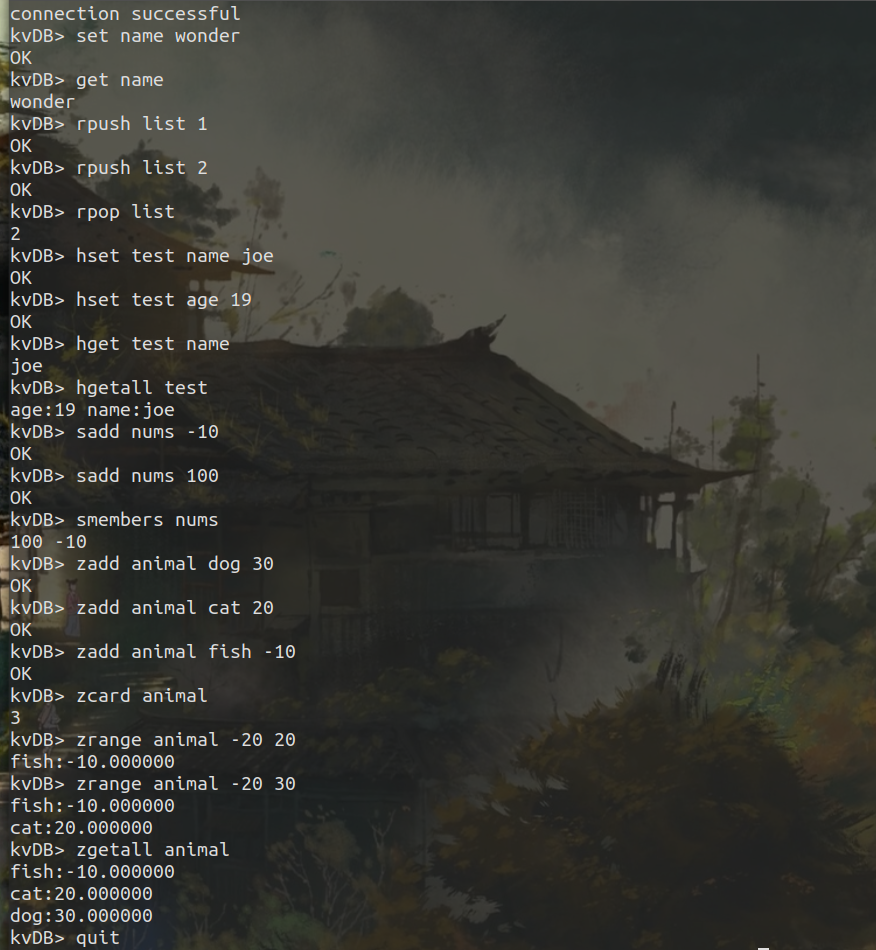 connection successful
kvDB> set name wonder
OK
kvDB> get name
wonder
kvDB> rpush list 1
OK
kvDB> rpush list 2
OK
kvDB> rpop list
2
kvDB> hset test name joe
OK
kvDB> hset test age 19
OK
kvDB> hget test name
joe
kvDB> hgetall test
age:19 name:joe
kvDB> sadd nums -10
OK
kvDB> sadd nums 100
OK
kvDB> smembers nums
100 -10
kvDB> zadd animal dog 30
OK
kvDB> zadd animal cat 20
OK
kvDB> zadd animal fish -10
OK
kvDB> zcard animal
3
kvDB> zrange animal -20 20
fish:-10.000000
kvDB> zrange animal -20 30
fish:-10.000000
cat:20.000000
kvDB> zgetall animal
fish:-10.000000
cat:20.000000
dog:30.000000
kvDB> quit